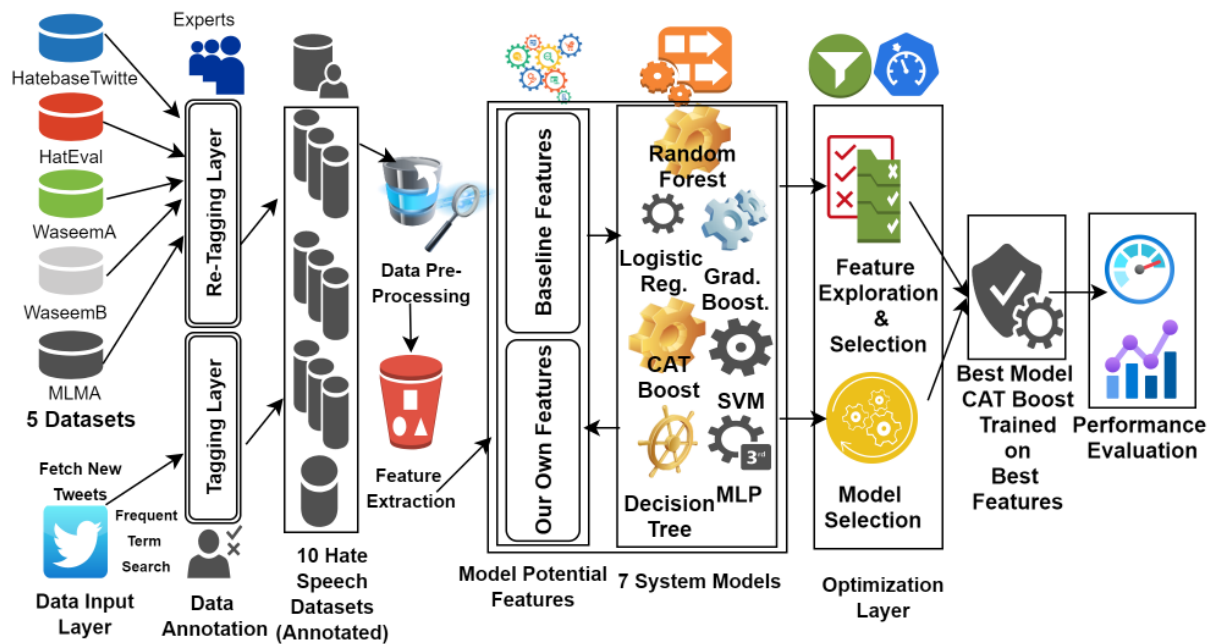 Experts
HatebaseTwitte
HatEval
WaseemA
WaseemB
MLMA
5 Datasets
Fetch New
Tweets
Frequent
Term
Search
Data Input
Layer
Re-Tagging Layer
Tagging Layer
Data
Annotation
10 Hate
Speech
Datasets
(Annotated)
Data Pre-
Processing
Feature
Extraction
Baseline Features
Our Own Features
Model Potential
Features
Random
Forest
Logistic
Reg.
Grad.
Boost.
CAT
Boost
SVM
3rd
Decision
Tree
MLP
7 System Models
Feature
Exploration
&
Selection
Model
Selection
Optimization
Layer
Best Model
CAT Boost
Trained
on
Best
Features
Performance
Evaluation